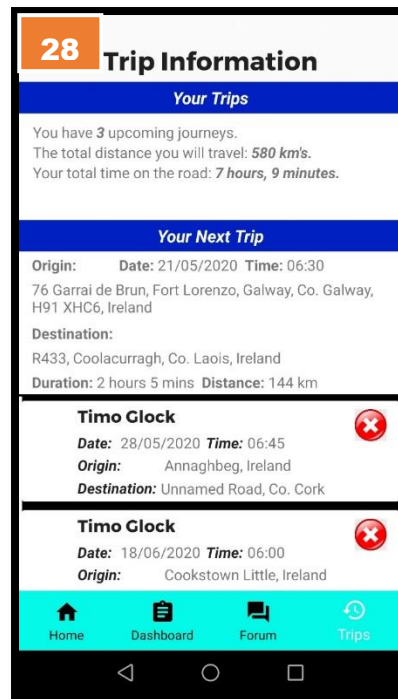 28
Trip Information
Your Trips
You have 3 upcoming journeys.
The total distance you will travel: 580 km's.
Your total time on the road: 7 hours, 9 minutes.
Your Next Trip
Origin: Date: 21/05/2020 Time: 06:30
76 Garrai de Brun, Fort Lorenzo, Galway, Co. Galway,
H91 XHC6, Ireland
Destination:
R433, Coolacurragh, Co. Laois, Ireland
Duration: 2 hours 5 mins Distance: 144 km
Timo Glock
Date: 28/05/2020 Time: 06:45
Origin: Annaghbeg, Ireland
Destination: Unnamed Road, Co. Cork
Timo Glock
Date: 18/06/2020 Time: 06:00
Origin: Cookstown Little, Ireland
Home Dashboard Forum Trips